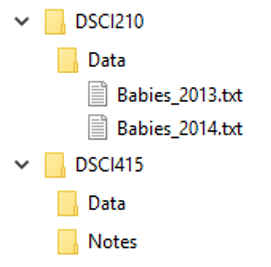 DSCI210
Data
Babies_2013.txt
Babies_2014.txt
DSCI415
Data
Notes